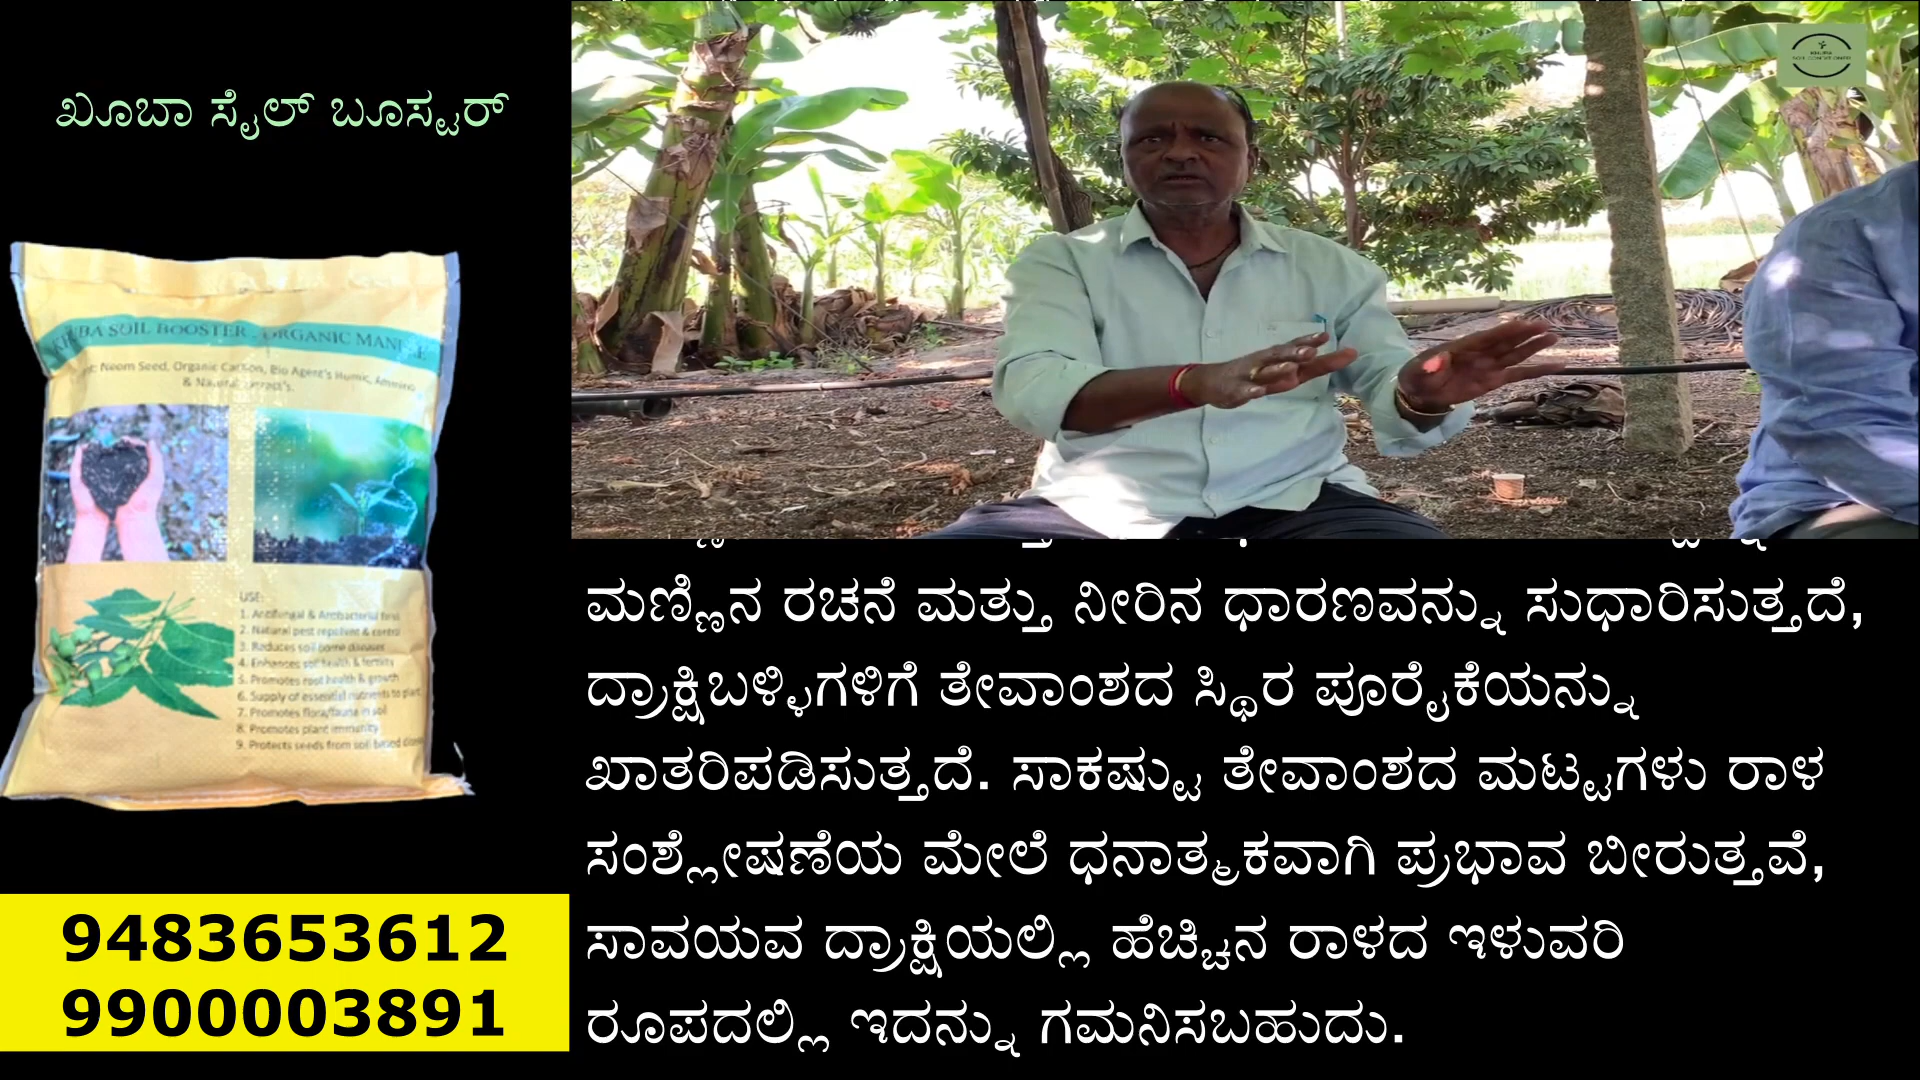 ಖೂಬಾ ಸೈಲ್ ಬೂಸ್ಟರ್
SOIL BOOSTER ORGANIC
Neem Seed, Organic Carbon, Bio Agent's Humic, Ammino
& Natural Extract's.
USE:
1. Antifungal & Antibacterial
2. Natural pest repellent & control
3. Reduces soil borne diseases
4. Enhances soil health & fertility
5. Promotes root health & growth
6. Supply of essential nutrients to plant
7. Promotes flora/fauna in soil
8. Promotes plant immunity
9. Protects seeds from soil based
9483653612
9900003891
ಮಣ್ಣಿನ ರಚನೆ ಮತ್ತು ನೀರಿನ ಧಾರಣವನ್ನು ಸುಧಾರಿಸುತ್ತದೆ,
ದ್ರಾಕ್ಷಿಬಳ್ಳಿಗಳಿಗೆ ತೇವಾಂಶದ ಸ್ಥಿರ ಪೂರೈಕೆಯನ್ನು
ಖಾತರಿಪಡಿಸುತ್ತದೆ. ಸಾಕಷ್ಟು ತೇವಾಂಶದ ಮಟ್ಟಗಳು ರಾಳ
ಸಂಶ್ಲೇಷಣೆಯ ಮೇಲೆ ಧನಾತ್ಮಕವಾಗಿ ಪ್ರಭಾವ ಬೀರುತ್ತವೆ,
ಸಾವಯವ ದ್ರಾಕ್ಷಿಯಲ್ಲಿ ಹೆಚ್ಚಿನ ರಾಳದ ಇಳುವರಿ
ರೂಪದಲ್ಲಿ ಇದನ್ನು ಗಮನಿಸಬಹುದು.